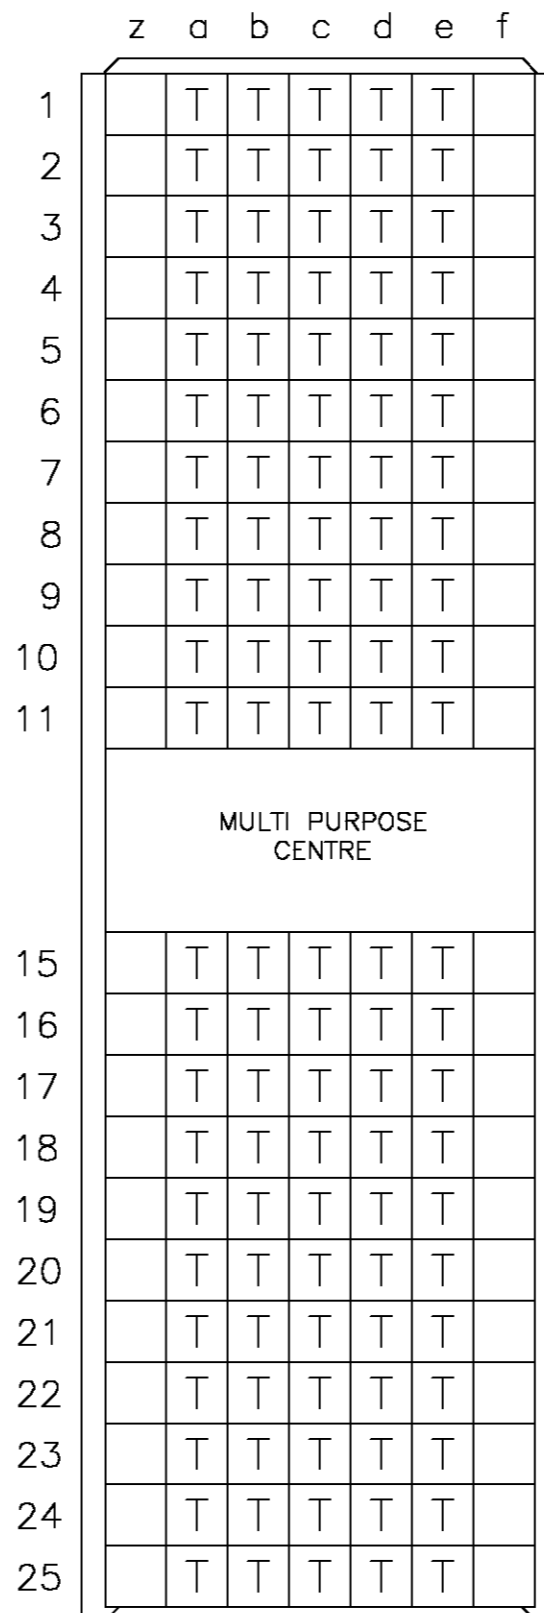 z a b c d e f
1 T T T T T
2 T T T T T
3 T T T T T
4 T T T T T
5 T T T T T
6 T T T T T
7 T T T T T
8 T T T T T
9 T T T T T
10 T T T T T
11 T T T T T
MULTI PURPOSE
CENTRE
15 T T T T T
16 T T T T T
17 T T T T T
18 T T T T T
19 T T T T T
20 T T T T T
21 T T T T T
22 T T T T T
23 T T T T T
24 T T T T T
25 T T T T T